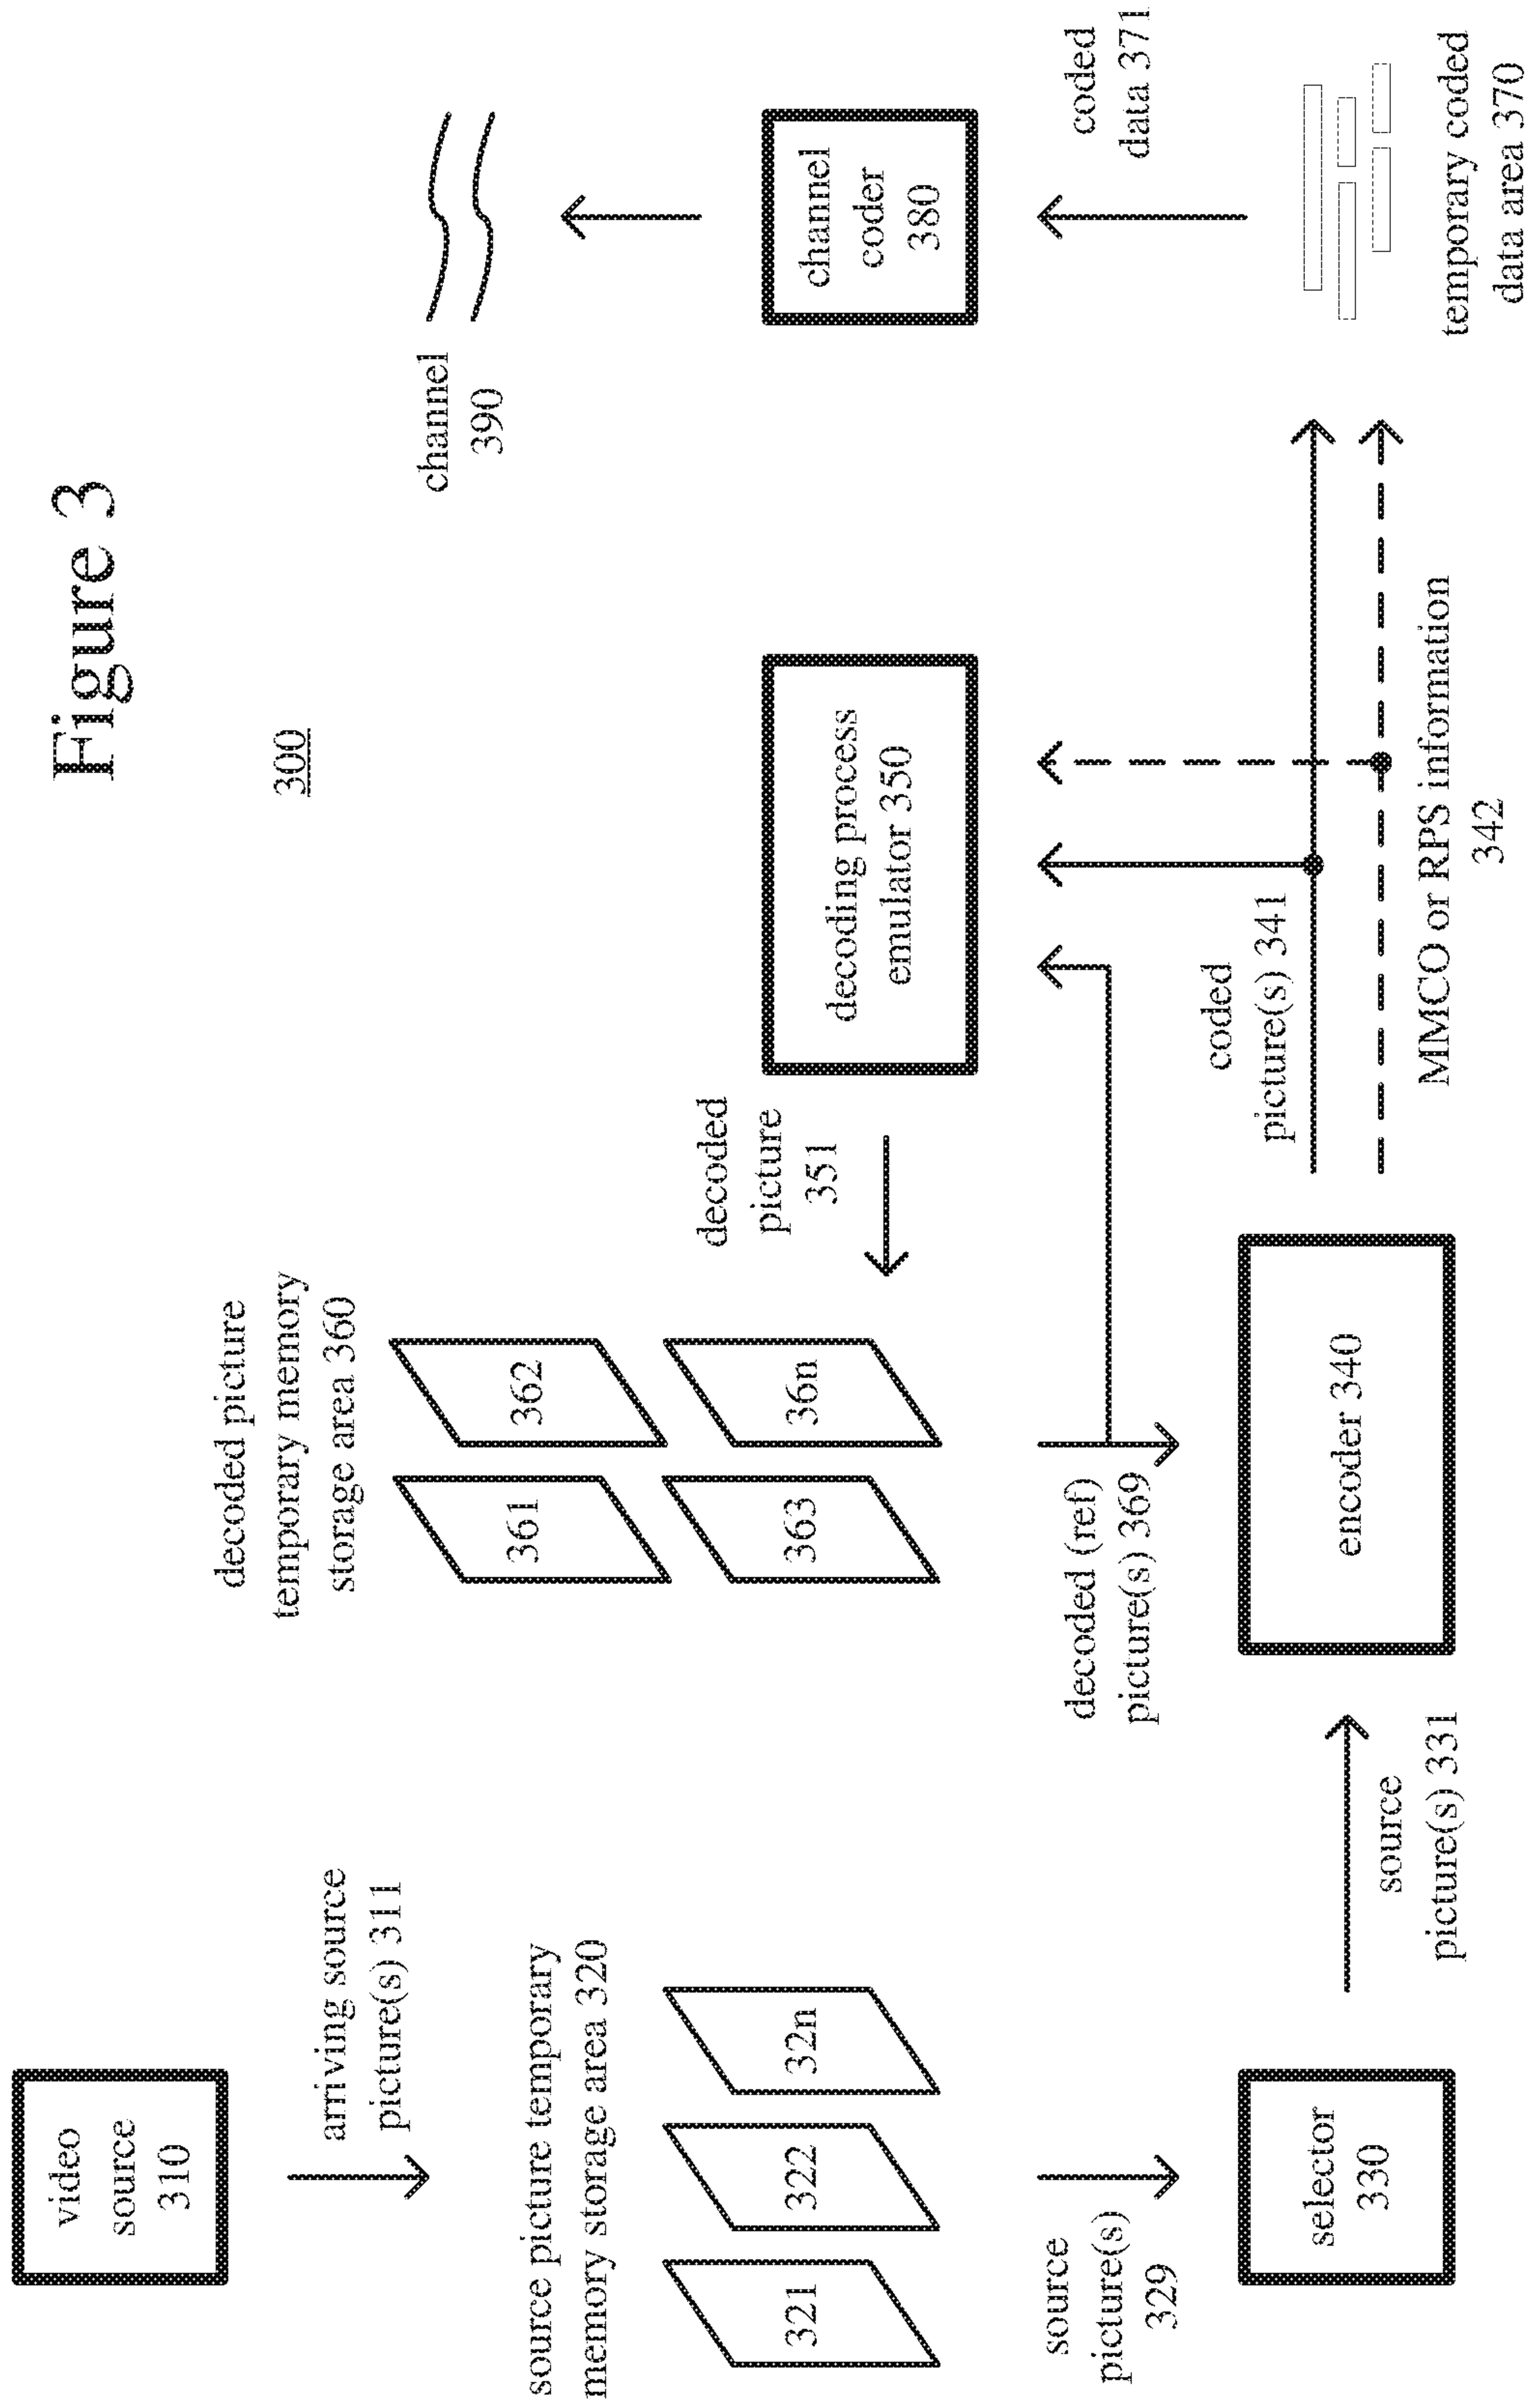 Figure 3
300
video
source
310
arriving source
picture(s) 311
source picture temporary
memory storage area 320
321
322
32n
source
picture(s)
329
selector
330
source
picture(s) 331
decoded picture
temporary memory
storage area 360
361
362
363
36n
decoded
picture
351
decoded (ref)
picture(s) 369
encoder 340
decoding process
emulator 350
coded
picture(s) 341
MMCO or RPS information
342
channel
390
channel
coder
380
coded
data 371
temporary coded
data area 370